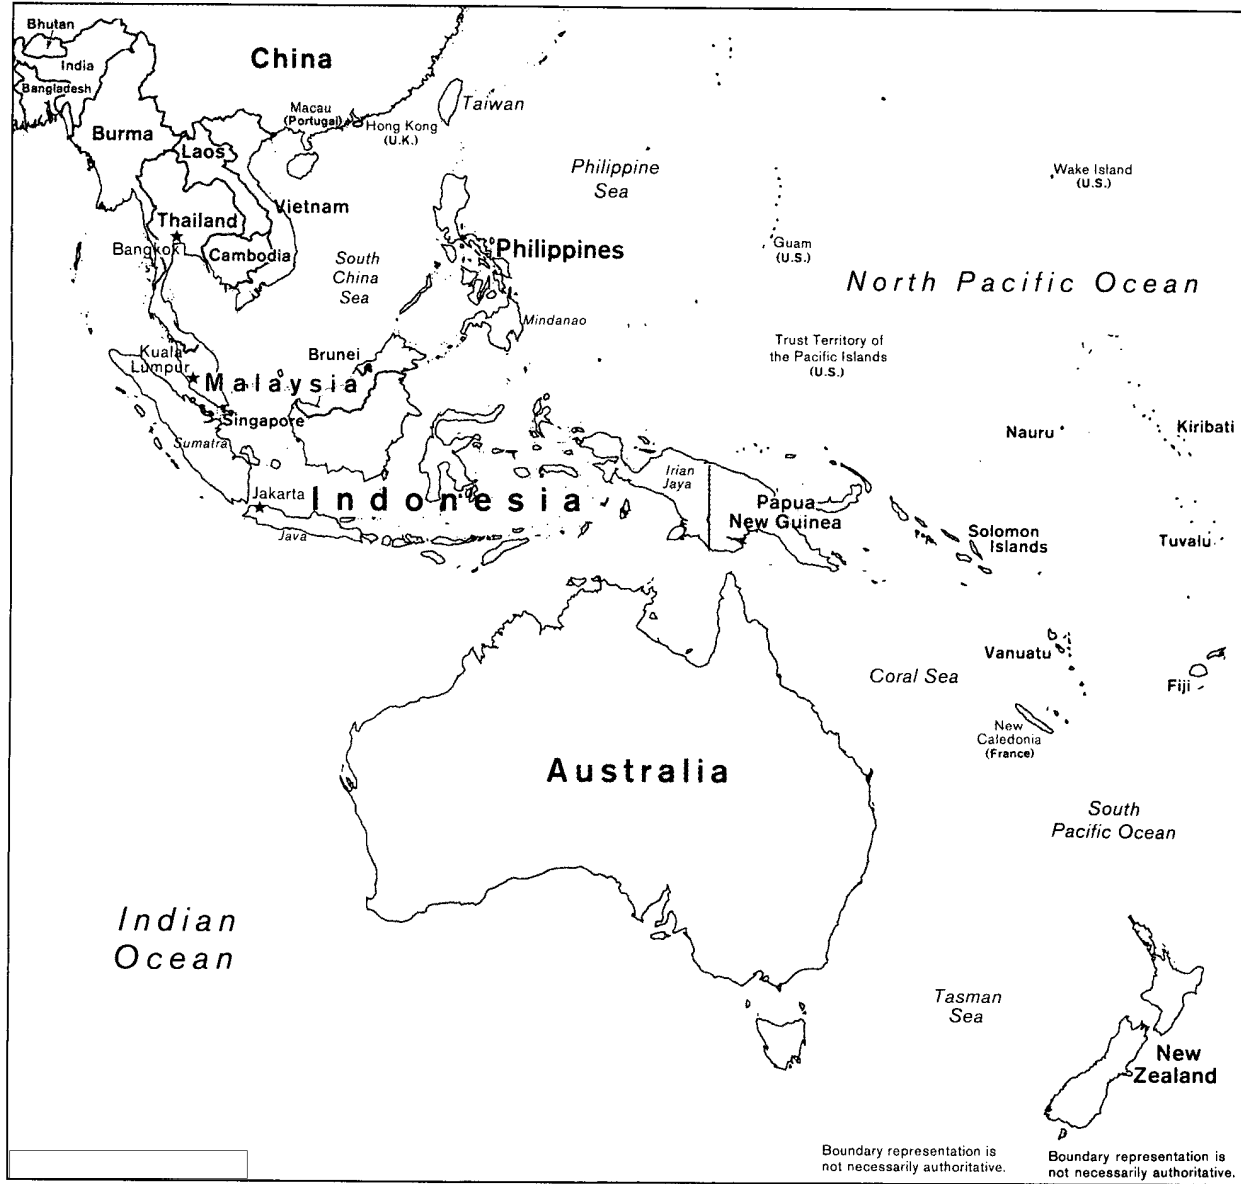 Bhutan
India
Bangladesh
China
Burma
Macau
(Portugal)
Hong Kong
(U.K.)
Taiwan
Laos
Philippine
Sea
Wake Island
(U.S.)
Vietnam
Thailand
Bangkok
Cambodia
South
China
Sea
Philippines
Guam
(U.S.)
North Pacific Ocean
Mindanao
Trust Territory of
the Pacific Islands
(U.S.)
Kuala
Lumpur
Brunei
Malaysia
Singapore
Sumatra
Nauru
Kiribati
Irian
Jaya
Jakarta
Indonesia
Papua
New Guinea
Java
Solomon
Islands
Tuvalu
Vanuatu
Coral Sea
Fiji
New
Caledonia
(France)
Australia
South
Pacific Ocean
Indian
Ocean
Tasman
Sea
New
Zealand
Boundary representation is
not necessarily authoritative.
Boundary representation is
not necessarily authoritative.